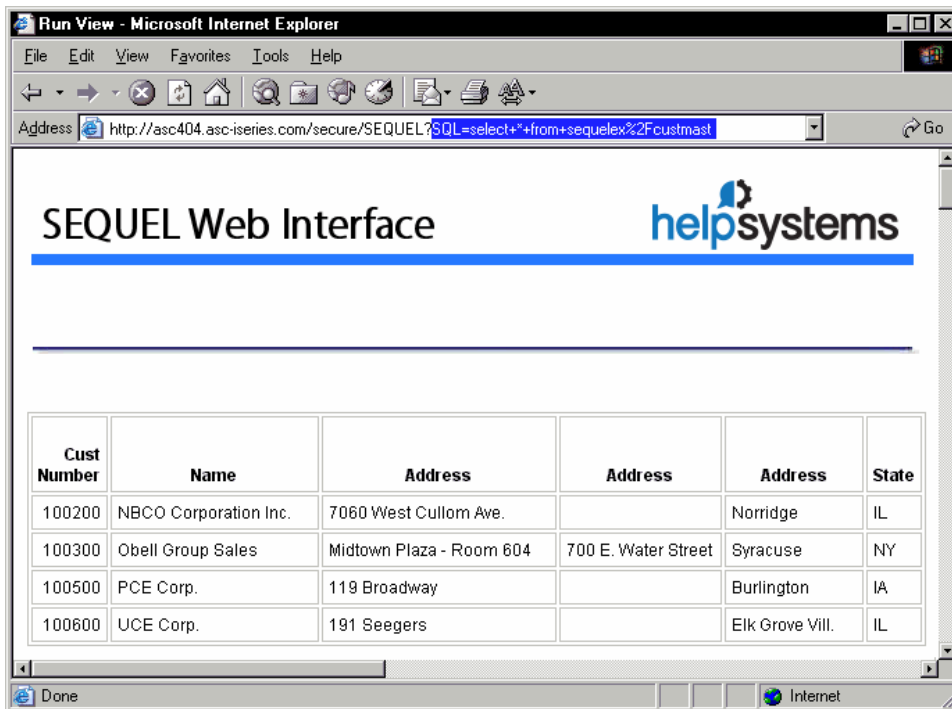 Run View - Microsoft Internet Explorer
File Edit View Favorites Tools Help
Address http://asc404.asc-iseries.com/secure/SEQUEL?SQL=select+*+from+sequelex%2Fcustmast Go
SEQUEL Web Interface
helpsystems
Cust Number Name Address Address Address State
100200 NBCO Corporation Inc. 7060 West Cullom Ave. Norridge IL
100300 Obell Group Sales Midtown Plaza - Room 604 700 E. Water Street Syracuse NY
100500 PCE Corp. 119 Broadway Burlington IA
100600 UCE Corp. 191 Seegers Elk Grove Vill. IL
Done Internet